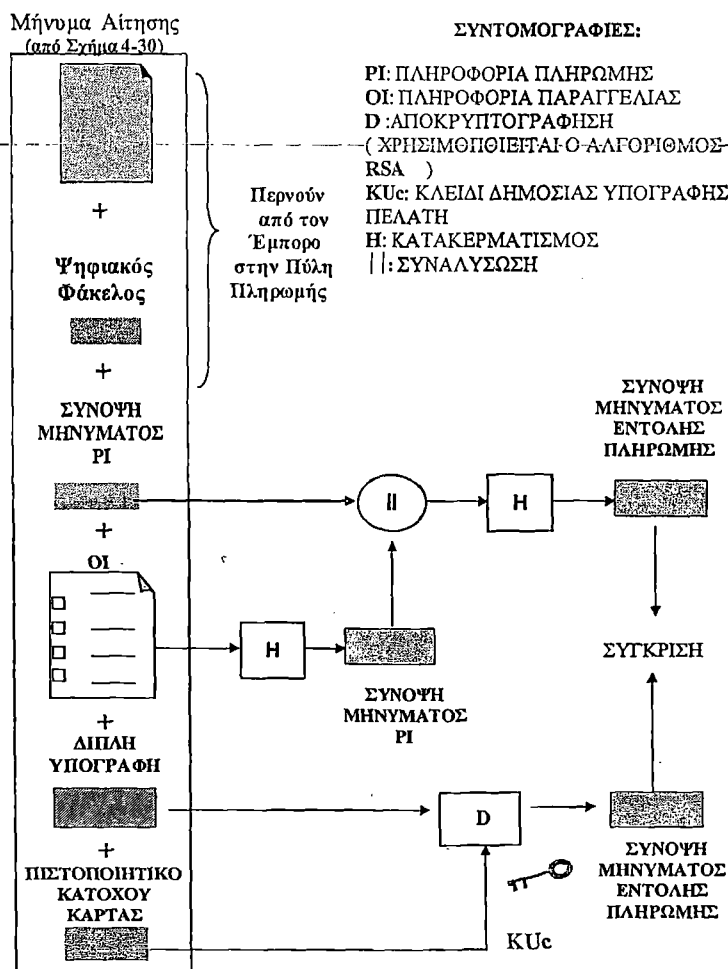 Μήνυμα Αίτησης
(από Σχήμα 4-30)
+
Ψηφιακός
Φάκελος
+
ΣΥΝΟΨΗ
ΜΗΝΥΜΑΤΟΣ
PI
+
ΟΙ
+
ΔΙΠΛΗ
ΥΠΟΓΡΑΦΗ
+
ΠΙΣΤΟΠΟΙΗΤΙΚΟ
ΚΑΤΟΧΟΥ
ΚΑΡΤΑΣ
Περνούν
από τον
Έμπορο
στην Πύλη
Πληρωμής
ΣΥΝΤΟΜΟΓΡΑΦΙΕΣ:
PI: ΠΛΗΡΟΦΟΡΙΑ ΠΛΗΡΩΜΗΣ
OI: ΠΛΗΡΟΦΟΡΙΑ ΠΑΡΑΓΓΕΛΙΑΣ
D :ΑΠΟΚΡΥΠΤΟΓΡΑΦΗΣΗ
( ΧΡΗΣΙΜΟΠΟΙΕΙΤΑΙ Ο ΑΛΓΟΡΙΘΜΟΣ
RSA )
KUc: ΚΛΕΙΔΙ ΔΗΜΟΣΙΑΣ ΥΠΟΓΡΑΦΗΣ
ΠΕΛΑΤΗ
H: ΚΑΤΑΚΕΡΜΑΤΙΣΜΟΣ
||: ΣΥΝΑΛΥΣΩΣΗ
||
H
ΣΥΝΟΨΗ
ΜΗΝΥΜΑΤΟΣ
ΕΝΤΟΛΗΣ
ΠΛΗΡΩΜΗΣ
H
ΣΥΝΟΨΗ
ΜΗΝΥΜΑΤΟΣ
PI
ΣΥΓΚΡΙΣΗ
D
KUc
ΣΥΝΟΨΗ
ΜΗΝΥΜΑΤΟΣ
ΕΝΤΟΛΗΣ
ΠΛΗΡΩΜΗΣ